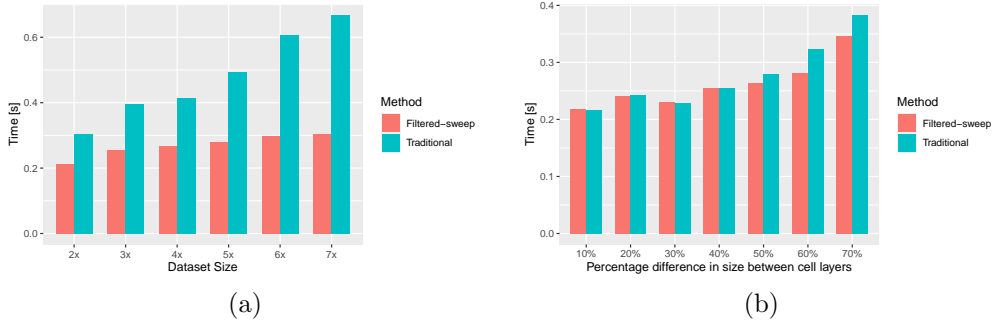 0.6
0.4
0.2
0.0
Time [s]
2x 3x 4x 5x 6x 7x
Dataset Size
Method
Filtered-sweep
Traditional
(a)
0.4
0.3
0.2
0.1
0.0
Time [s]
10% 20% 30% 40% 50% 60% 70%
Percentage difference in size between cell layers
Method
Filtered-sweep
Traditional
(b)